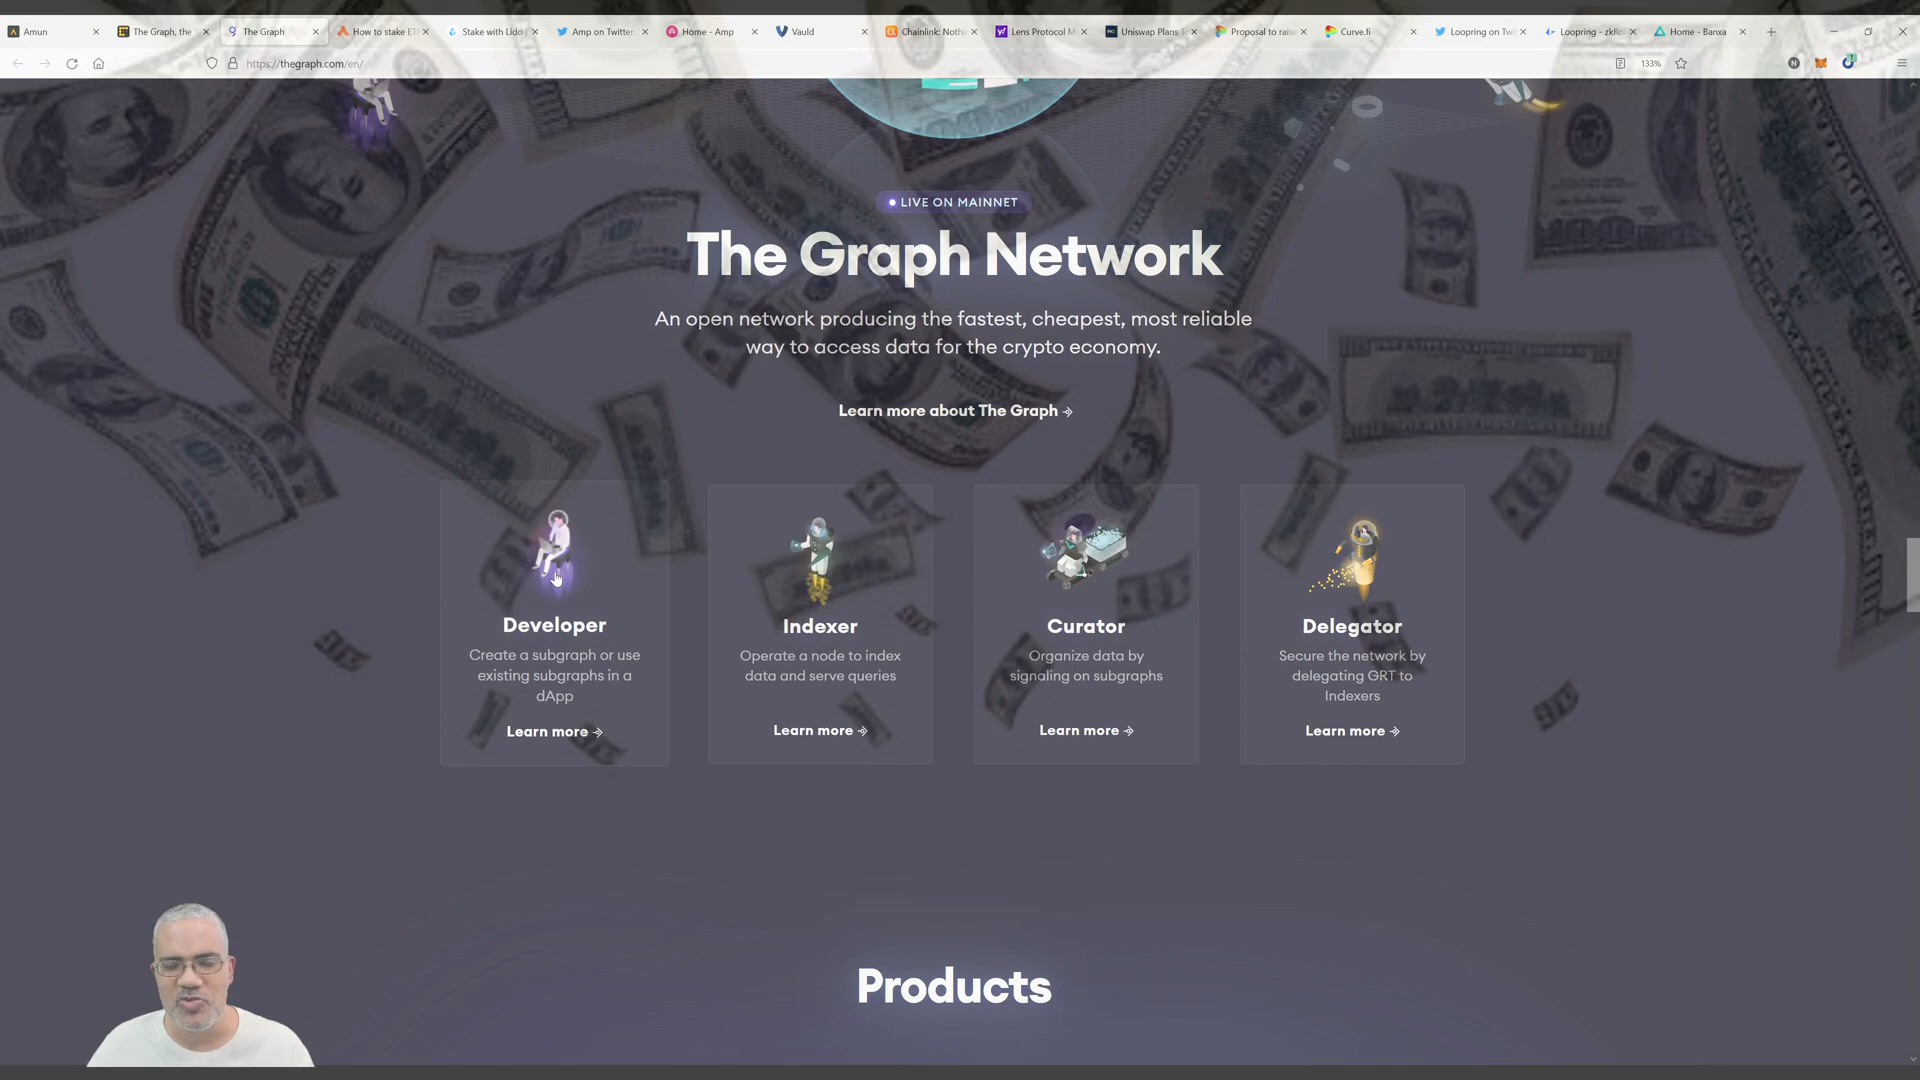 Amun
The Graph, the
The Graph
How to stake ET
Stake with Lido |
Amp on Twitter:
Home - Amp
Vauld
Chainlink: Nothi
Lens Protocol M
Uniswap Plans To
Proposal to raise
Curve.fi
Loopring on Twi
Loopring - zkRol
Home - Banxa
https://thegraph.com/en/
133%
LIVE ON MAINNET
The Graph Network
An open network producing the fastest, cheapest, most reliable
way to access data for the crypto economy.
Learn more about The Graph
Developer
Create a subgraph or use
existing subgraphs in a
dApp
Learn more
Indexer
Operate a node to index
data and serve queries
Learn more
Curator
Organize data by
signaling on subgraphs
Learn more
Delegator
Secure the network by
delegating GRT to
Indexers
Learn more
Products